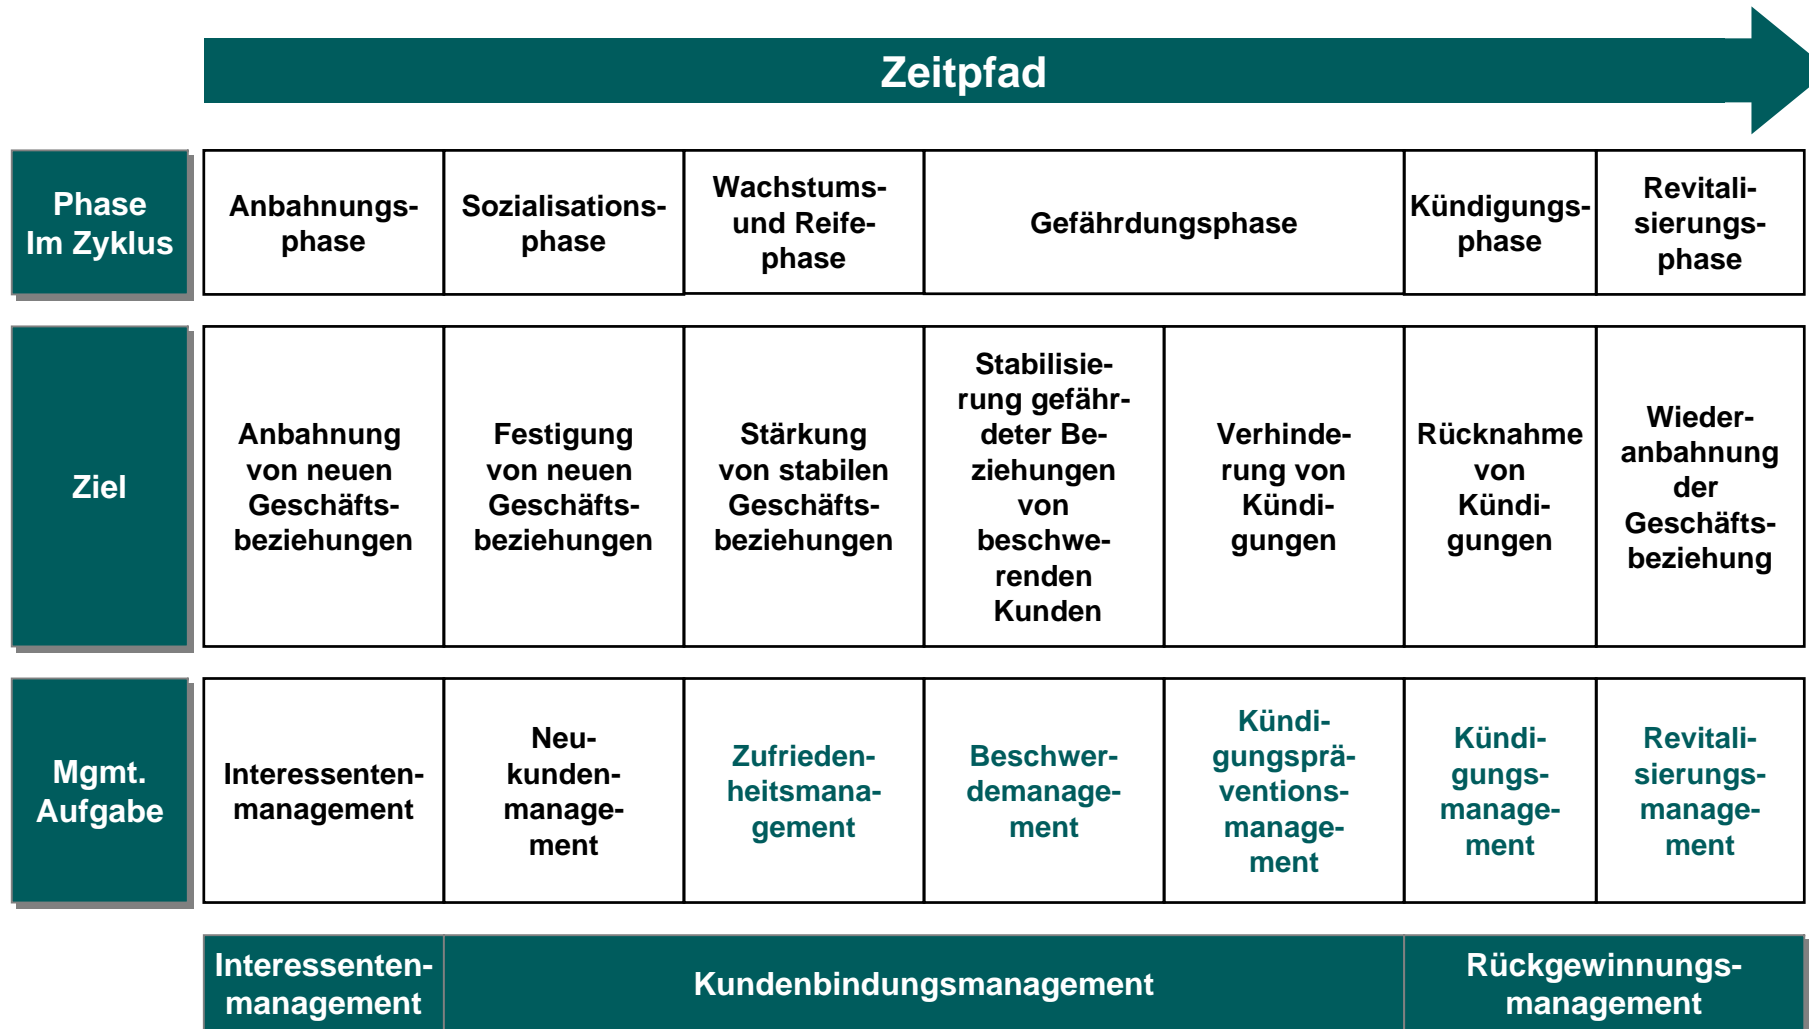 Zeitpfad
Phase
Im Zyklus
Anbahnungs-
phase
Sozialisations-
phase
Wachstums-
und Reife-
phase
Gefährdungsphase
Kündigungs-
phase
Revitali-
sierungs-
phase
Ziel
Anbahnung
von neuen
Geschäfts-
beziehungen
Festigung
von neuen
Geschäfts-
beziehungen
Stärkung
von stabilen
Geschäfts-
beziehungen
Stabilisie-
rung gefähr-
deter Be-
ziehungen
von
beschwe-
renden
Kunden
Verhinde-
rung von
Kündi-
gungen
Rücknahme
von
Kündi-
gungen
Wieder-
anbahnung
der
Geschäfts-
beziehung
Mgmt.
Aufgabe
Interessenten-
management
Neu-
kunden-
manage-
ment
Zufrieden-
heitsmana-
gement
Beschwer-
demanage-
ment
Kündi-
gungsprä-
ventions-
manage-
ment
Kündi-
gungs-
manage-
ment
Revitali-
sierungs-
manage-
ment
Interessenten-
management
Kundenbindungsmanagement
Rückgewinnungs-
management